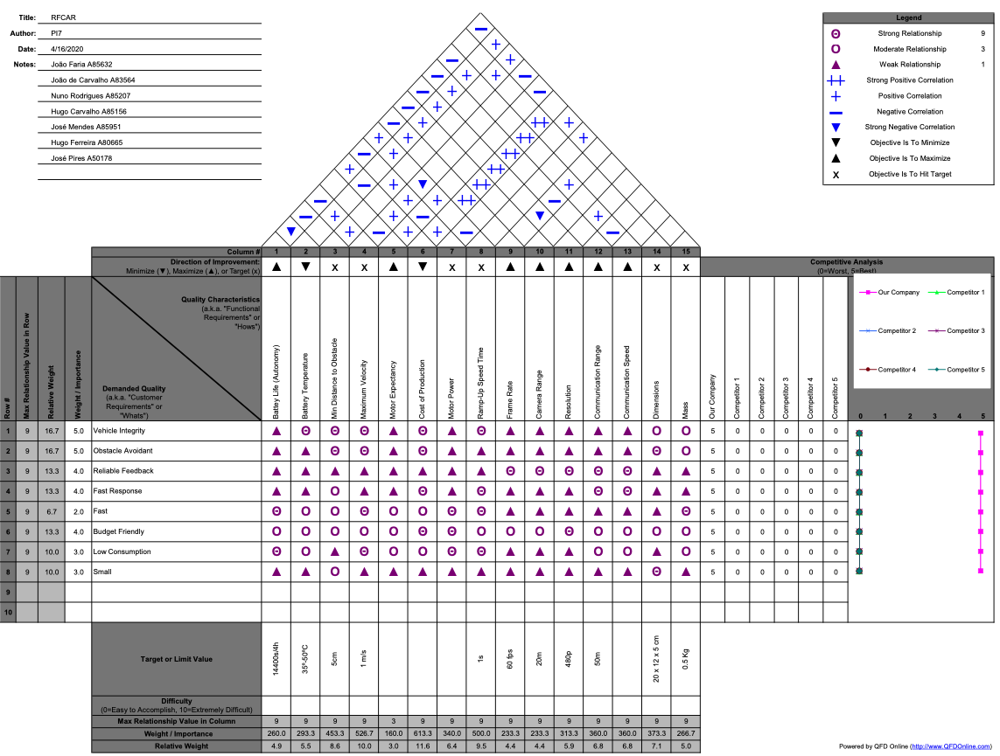 Title: RFCAR
Author: PI7
Date: 4/16/2020
Notes: João Faria A85632
João de Carvalho A83564
Nuno Rodrigues A85207
Hugo Carvalho A85156
José Mendes A85951
Hugo Ferreira A80665
José Pires A50178
Legend
Strong Relationship 9
Moderate Relationship 3
Weak Relationship 1
Strong Positive Correlation
Positive Correlation
Negative Correlation
Strong Negative Correlation
Objective Is To Minimize
Objective Is To Maximize
X Objective Is To Hit Target
Column # 1 2 3 4 5 6 7 8 9 10 11 12 13 14 15
Direction of Improvement:
Minimize (▼), Maximize (▲), or Target (x) ▲ ▼ X X ▲ ▼ X X ▲ ▲ ▲ ▲ ▲ X X
Competitive Analysis
(0=Worst, 5=Best)
Our Company Competitor 1
Competitor 2 Competitor 3
Competitor 4 Competitor 5
Row #
Max Relationship Value in Row
Relative Weight
Weight / Importance
Quality Characteristics
(a.k.a. "Functional
Requirements" or
"Hows")
Demanded Quality
(a.k.a. "Customer
Requirements" or
"Whats")
Battley Life (Autonomy)
Battery Temperature
Min Distance to Obstacle
Maximum Velocity
Motor Expectancy
Cost of Production
Motor Power
Ramp-Up Speed Time
Frame Rate
Camera Range
Resolution
Communication Range
Communication Speed
Dimensions
Mass
Our Company
Competitor 1
Competitor 2
Competitor 3
Competitor 4
Competitor 5
0 1 2 3 4 5
1 9 16.7 5.0 Vehicle Integrity 5 0 0 0 0 0
2 9 16.7 5.0 Obstacle Avoidant 5 0 0 0 0 0
3 9 13.3 4.0 Reliable Feedback 5 0 0 0 0 0
4 9 13.3 4.0 Fast Response 5 0 0 0 0 0
5 9 6.7 2.0 Fast 5 0 0 0 0 0
6 9 13.3 4.0 Budget Friendly 5 0 0 0 0 0
7 9 10.0 3.0 Low Consumption 5 0 0 0 0 0
8 9 10.0 3.0 Small 5 0 0 0 0 0
9
10
Target or Limit Value
14400s/4h
35º-50ºC
5cm
1 m/s
1s
60 fps
20m
480p
50m
20 x 12 x 5 cm
0.5 Kg
Difficulty
(0=Easy to Accomplish, 10=Extremely Difficult)
Max Relationship Value in Column 9 9 9 9 3 9 9 9 9 9 9 9 9 9 9
Weight / Importance 260.0 293.3 453.3 526.7 160.0 613.3 340.0 500.0 233.3 233.3 313.3 360.0 360.0 373.3 266.7
Relative Weight 4.9 5.5 8.6 10.0 3.0 11.6 6.4 9.5 4.4 4.4 5.9 6.8 6.8 7.1 5.0
Powered by QFD Online (http://www.QFDOnline.com)